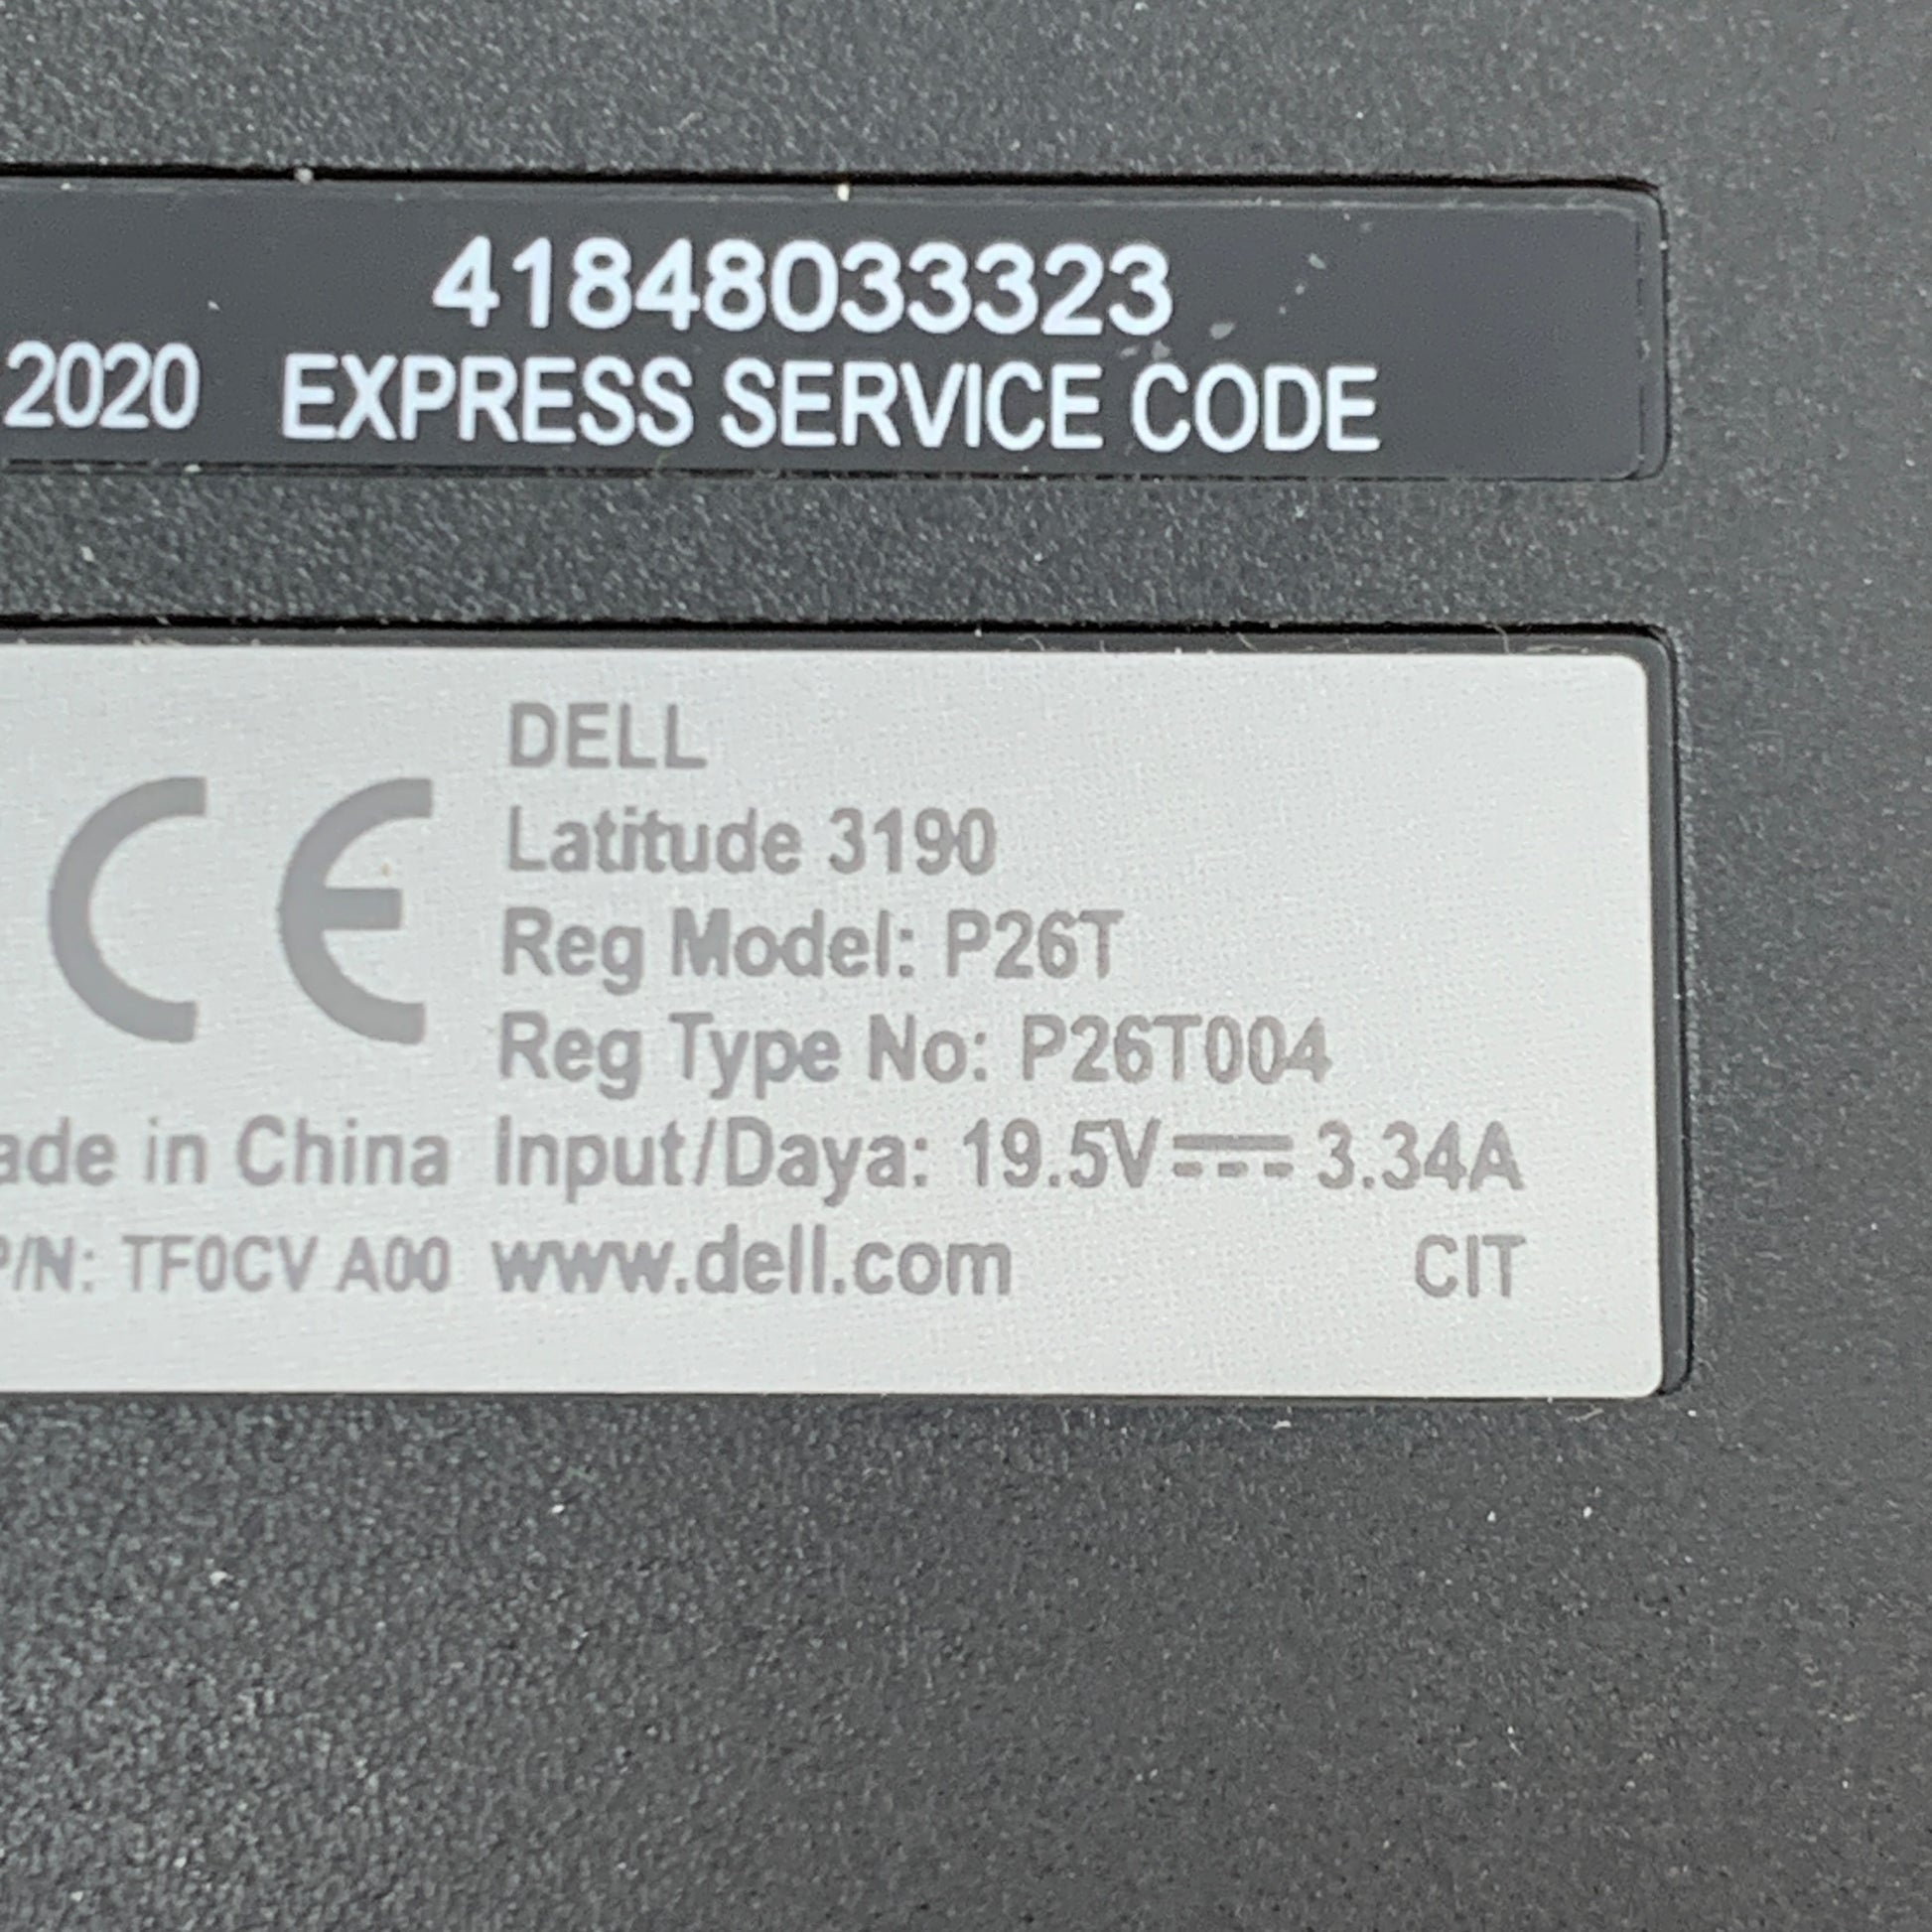 41848033323
2020 EXPRESS SERVICE CODE
DELL
CE
Latitude 3190
Reg Model: P26T
Reg Type No: P26T004
ade in China Input/Daya: 19.5V⎓3.34A
P/N: TF0CV A00 www.dell.com CIT